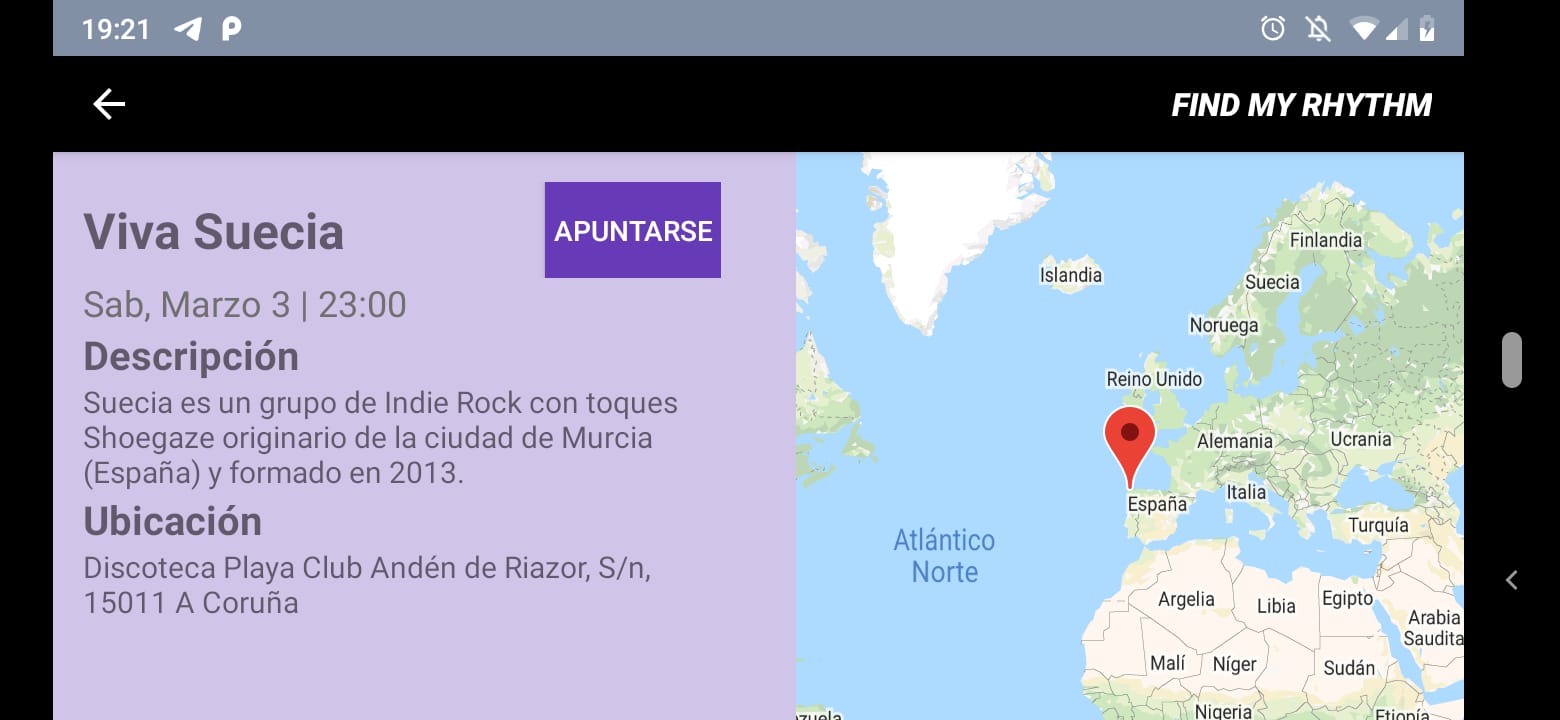 19:21
FIND MY RHYTHM
Viva Suecia
APUNTARSE
Sab, Marzo 3 | 23:00
Descripción
Suecia es un grupo de Indie Rock con toques
Shoegaze originario de la ciudad de Murcia
(España) y formado en 2013.
Ubicación
Discoteca Playa Club Andén de Riazor, S/n,
15011 A Coruña
Finlandia
Islandia
Suecia
Noruega
Reino Unido
Alemania
Ucrania
Italia
España
Turquía
Atlántico
Norte
Argelia
Libia
Egipto
Arabia
Saudita
Malí
Níger
Sudán
zuela
Nigeria
Etiopía